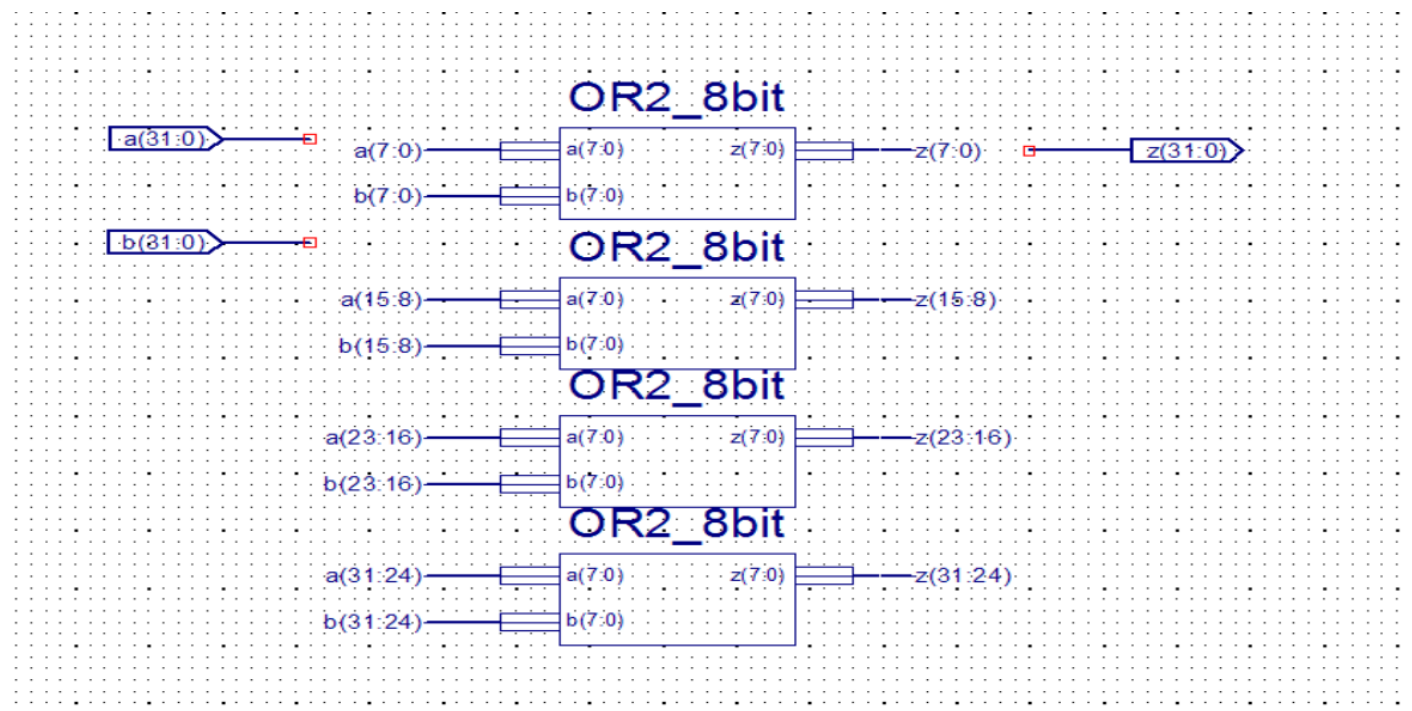 OR2_8bit
a(31:0)
a(7:0)
a(7:0)
z(7:0)
z(7:0)
z(31:0)
b(7:0)
b(7:0)
b(31:0)
OR2_8bit
a(15:8)
a(7:0)
z(7:0)
z(15:8)
b(15:8)
b(7:0)
OR2_8bit
a(23:16)
a(7:0)
z(7:0)
z(23:16)
b(23:16)
b(7:0)
OR2_8bit
a(31:24)
a(7:0)
z(7:0)
z(31:24)
b(31:24)
b(7:0)